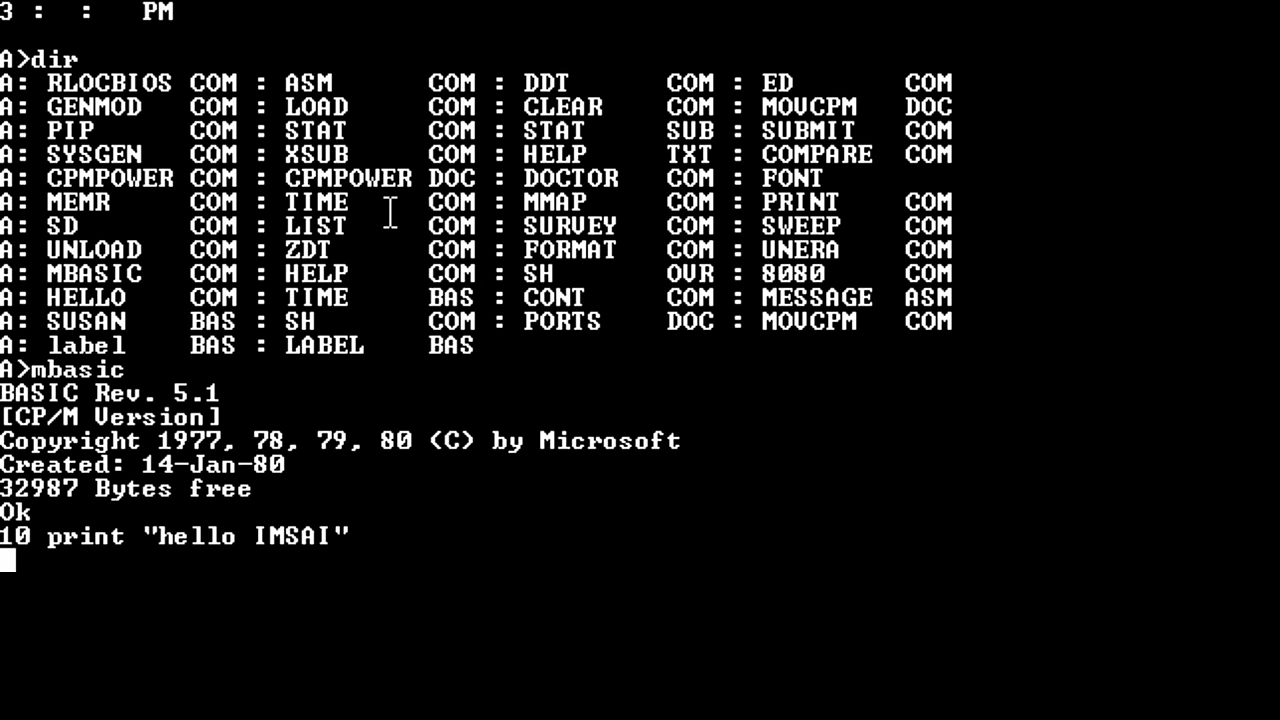 3 :  :   PM
A>dir
A: RLOCBIOS COM : ASM      COM : DDT      COM : ED       COM
A: GENMOD   COM : LOAD     COM : CLEAR    COM : MOVCPM   DOC
A: PIP      COM : STAT     COM : STAT     SUB : SUBMIT   COM
A: SYSGEN   COM : XSUB     COM : HELP     TXT : COMPARE  COM
A: CPMPOWER COM : CPMPOWER DOC : DOCTOR   COM : FONT
A: MEMR     COM : TIME     COM : MMAP     COM : PRINT    COM
A: SD       COM : LIST     COM : SURVEY   COM : SWEEP    COM
A: UNLOAD   COM : ZDT      COM : FORMAT   COM : UNERA    COM
A: MBASIC   COM : HELP     COM : SH       OVR : 8080     COM
A: HELLO    COM : TIME     BAS : CONT     COM : MESSAGE  ASM
A: SUSAN    BAS : SH       COM : PORTS    DOC : MOVCPM   COM
A: label    BAS : LABEL    BAS
A>mbasic
BASIC Rev. 5.1
[CP/M Version]
Copyright 1977, 78, 79, 80 (C) by Microsoft
Created: 14-Jan-80
32987 Bytes free
Ok
10 print "hello IMSAI"